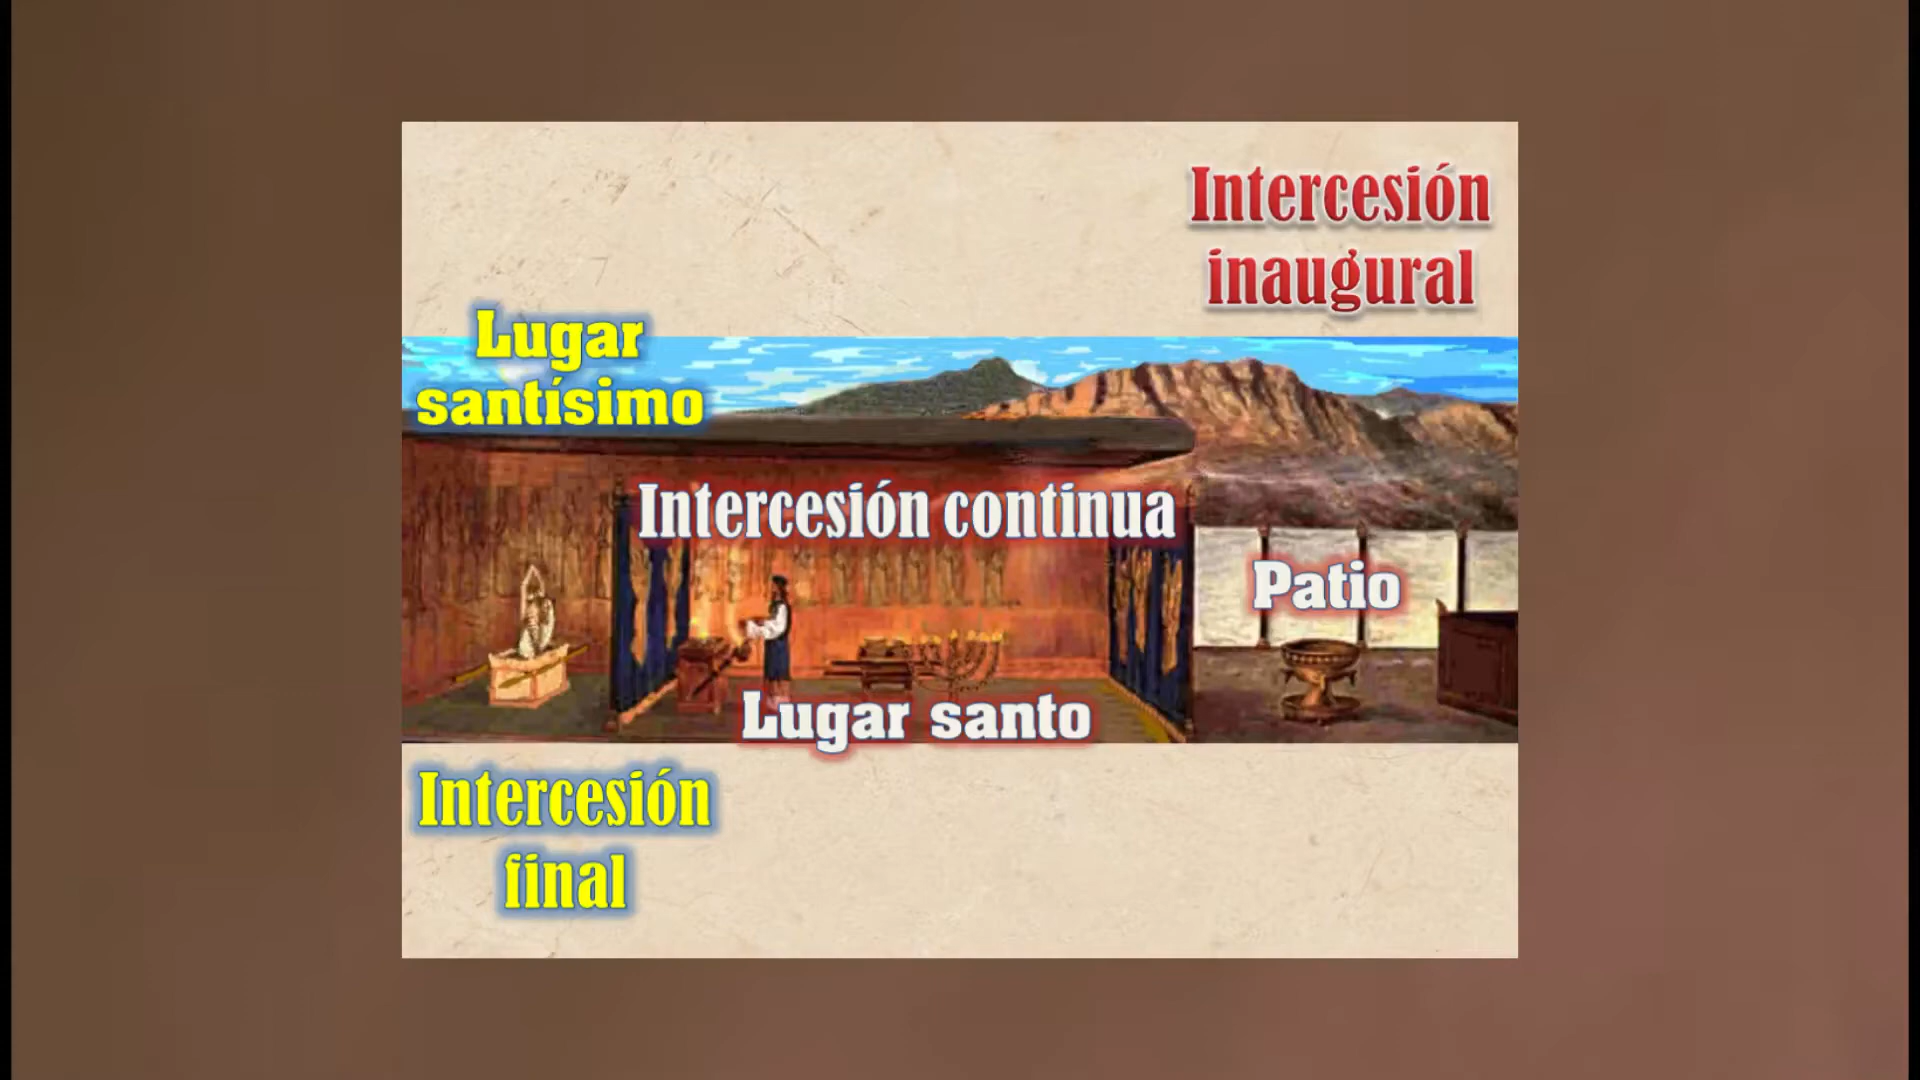 Intercesión
inaugural
Lugar
santísimo
Intercesión continua
Patio
Lugar santo
Intercesión
final